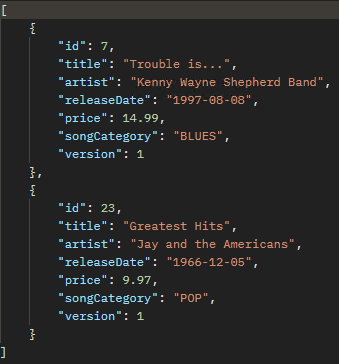 [
    {
        "id": 7,
        "title": "Trouble is...",
        "artist": "Kenny Wayne Shepherd Band",
        "releaseDate": "1997-08-08",
        "price": 14.99,
        "songCategory": "BLUES",
        "version": 1
    },
    {
        "id": 23,
        "title": "Greatest Hits",
        "artist": "Jay and the Americans",
        "releaseDate": "1966-12-05",
        "price": 9.97,
        "songCategory": "POP",
        "version": 1
    }
]